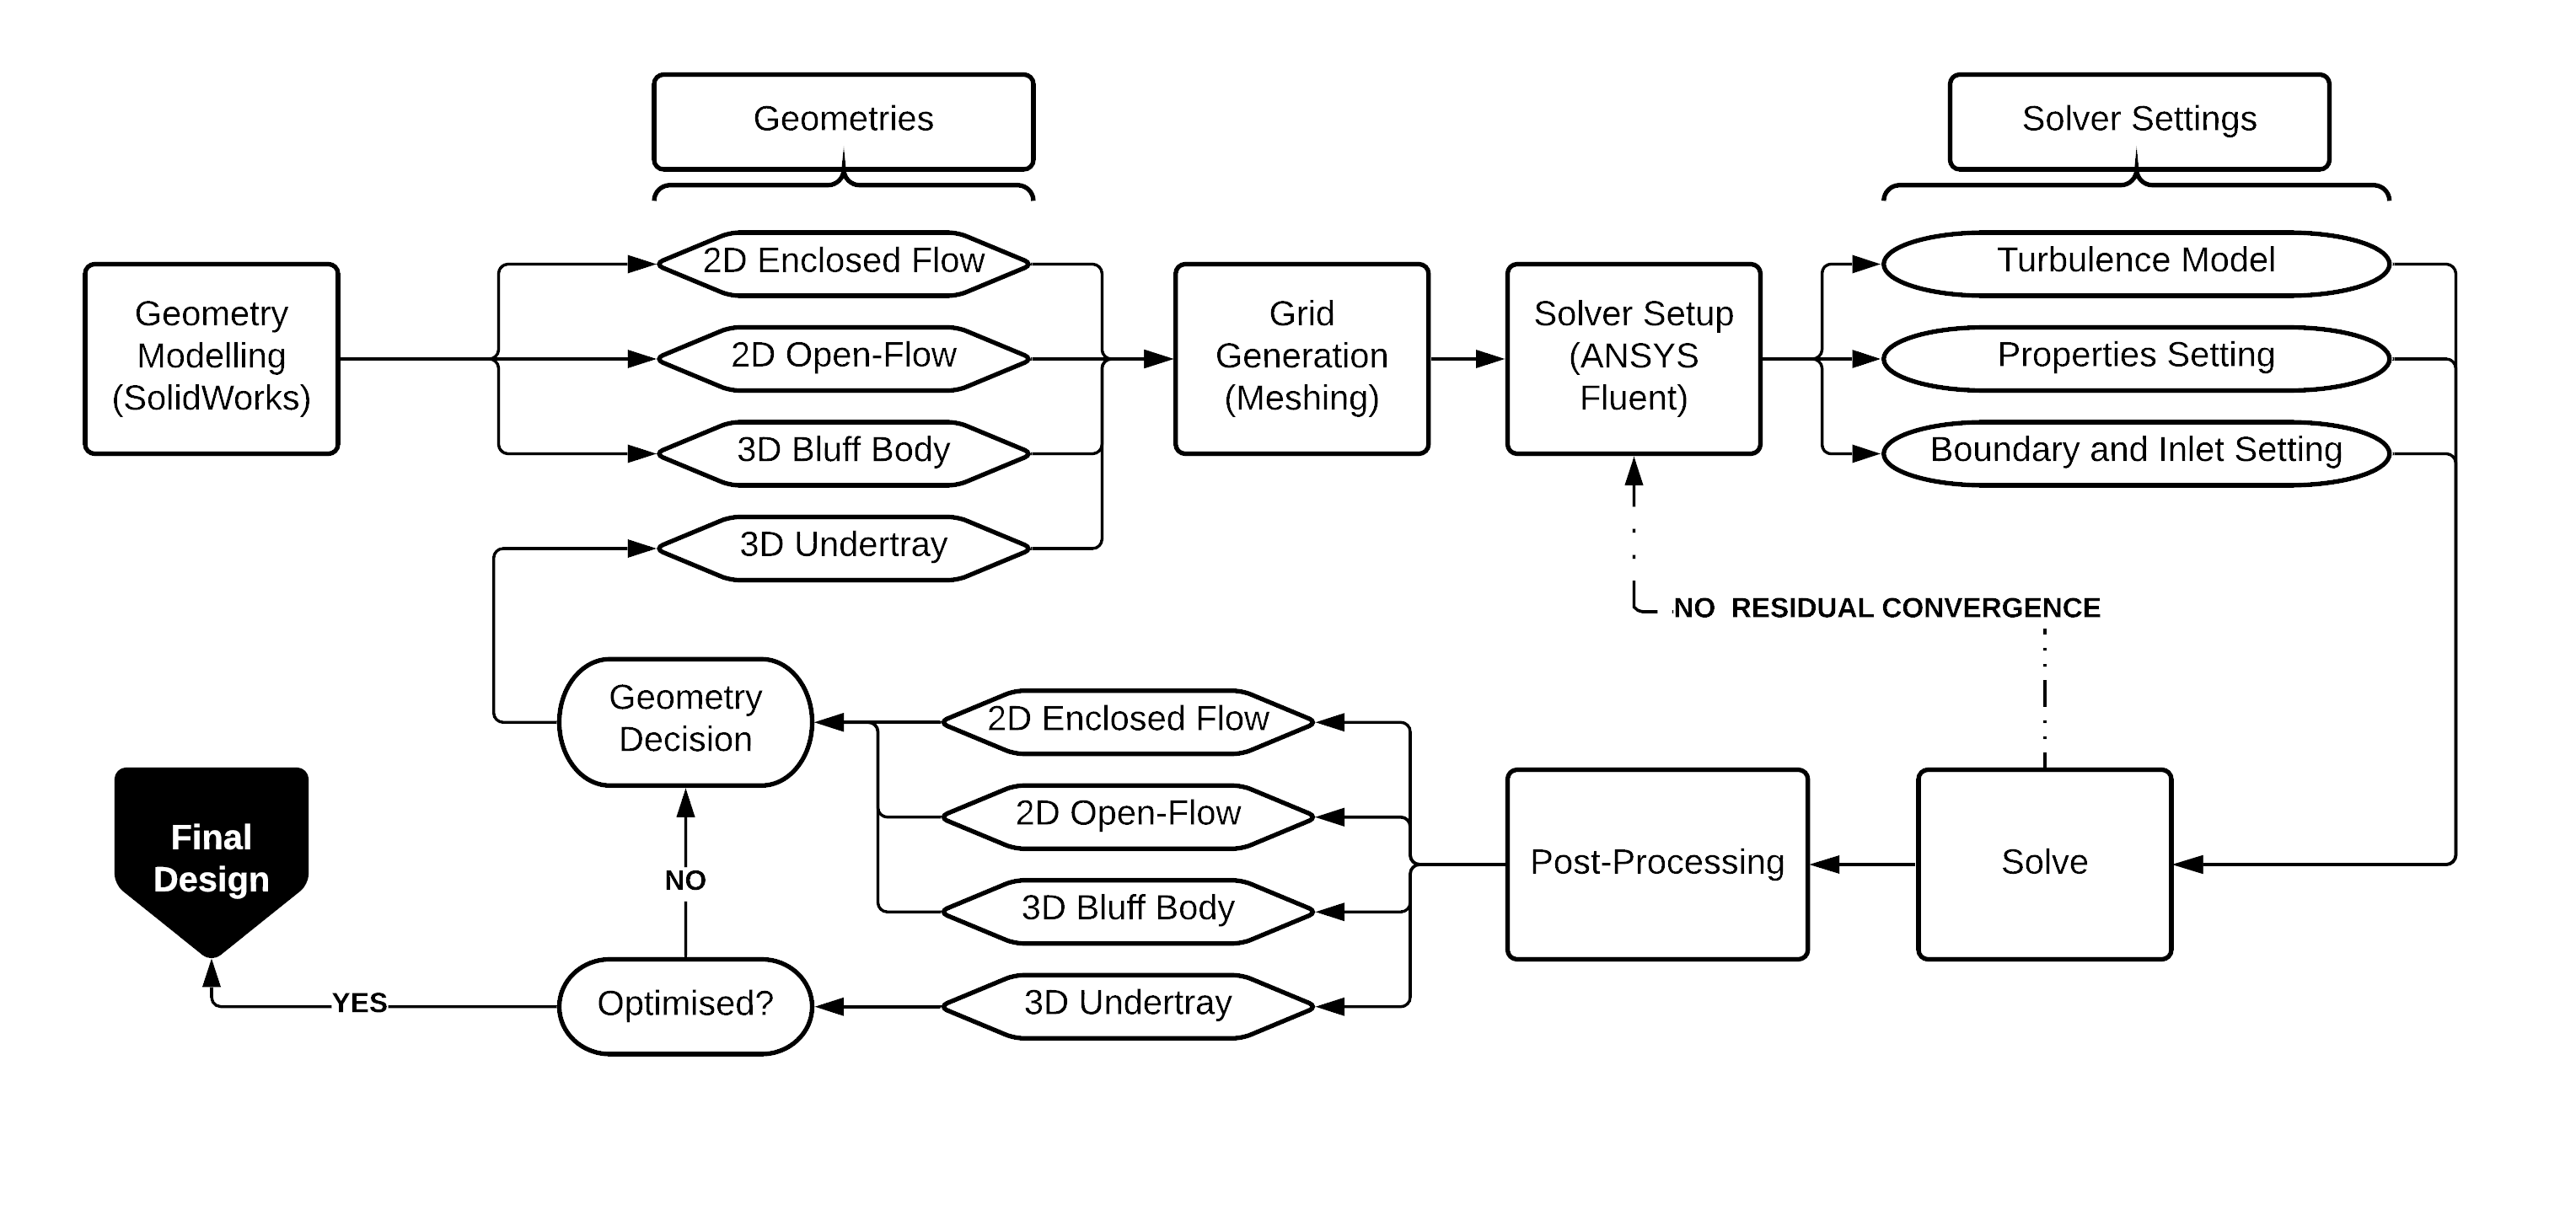 Geometries
Solver Settings
Geometry
Modelling
(SolidWorks)
2D Enclosed Flow
2D Open-Flow
3D Bluff Body
3D Undertray
Grid
Generation
(Meshing)
Solver Setup
(ANSYS
Fluent)
Turbulence Model
Properties Setting
Boundary and Inlet Setting
NO RESIDUAL CONVERGENCE
Geometry
Decision
2D Enclosed Flow
2D Open-Flow
3D Bluff Body
3D Undertray
Post-Processing
Solve
Final
Design
NO
YES
Optimised?